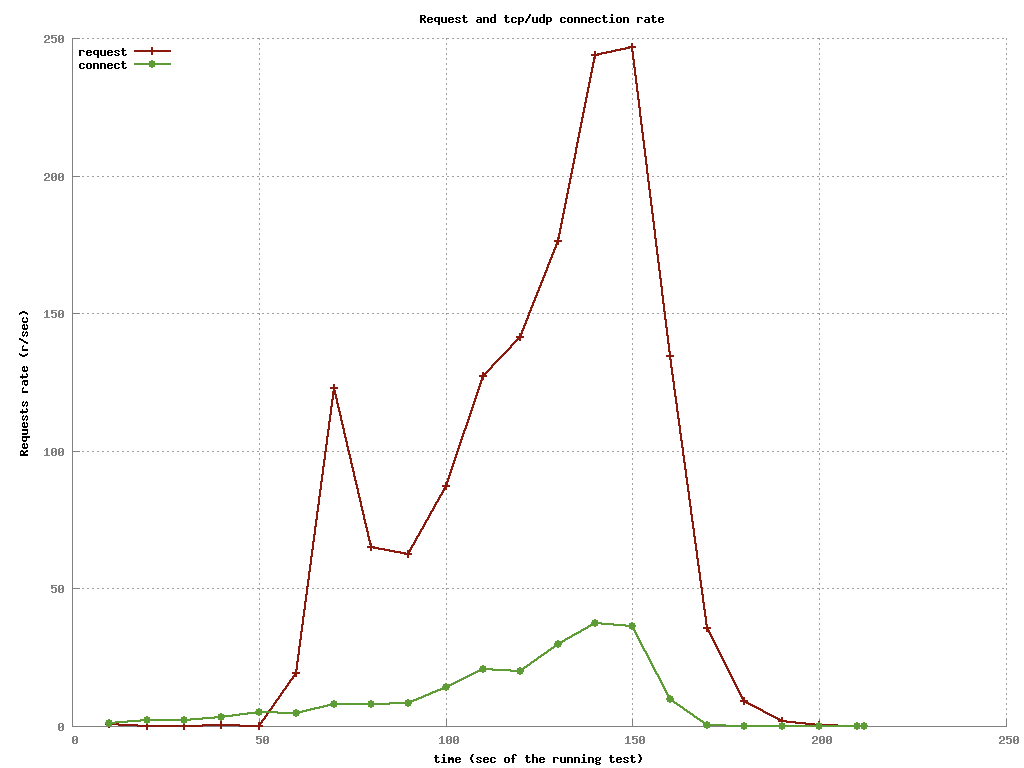 Request and tcp/udp connection rate
250
request
connect
200
150
Requests rate (r/sec)
100
50
0
0 50 100 150 200 250
time (sec of the running test)